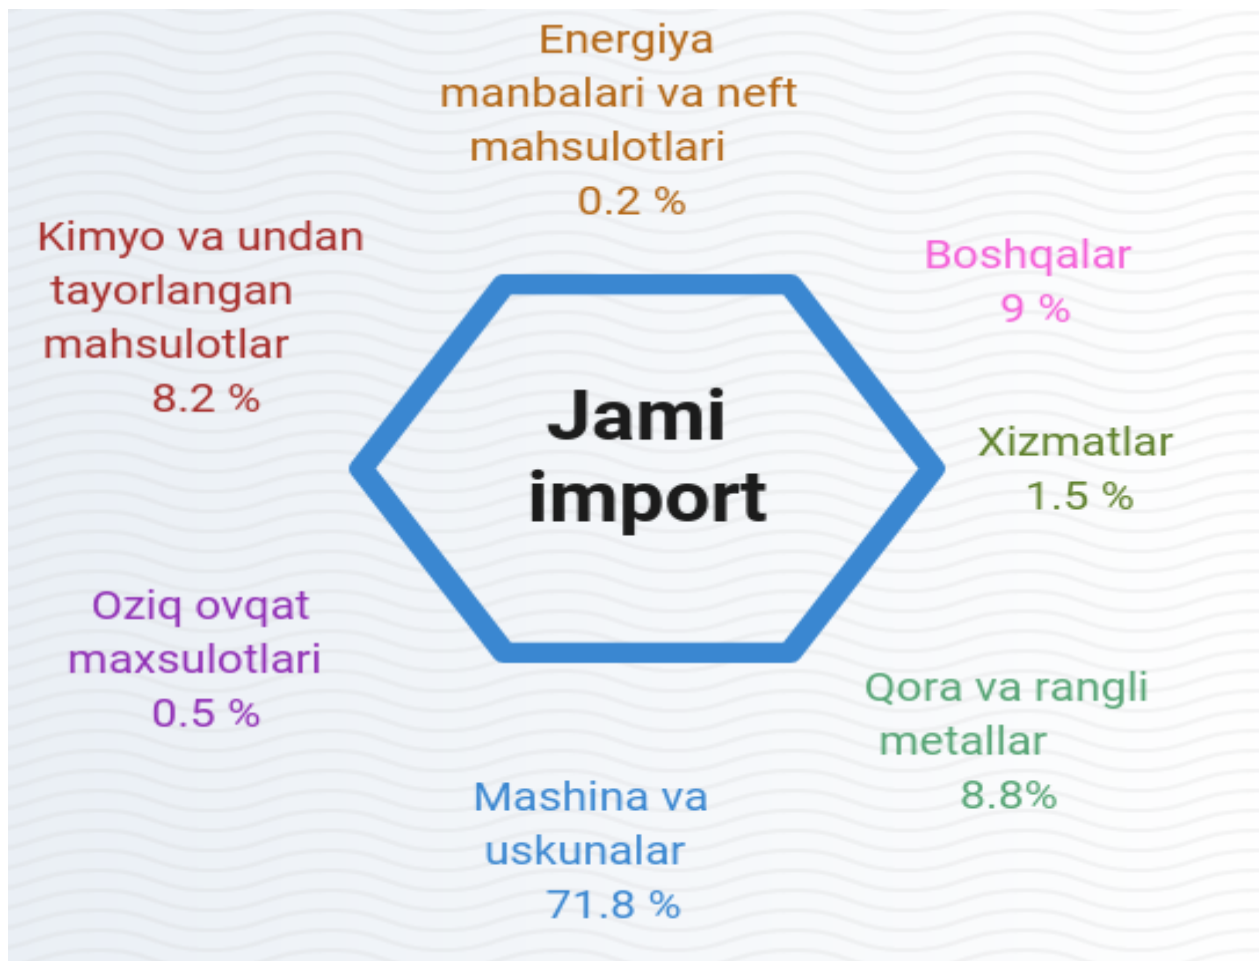 Energiya
manbalari va neft
mahsulotlari
0.2 %
Kimyo va undan
tayorlangan
mahsulotlar
8.2 %
Boshqalar
9 %
Jami
import
Xizmatlar
1.5 %
Oziq ovqat
maxsulotlari
0.5 %
Qora va rangli
metallar
8.8%
Mashina va
uskunalar
71.8 %